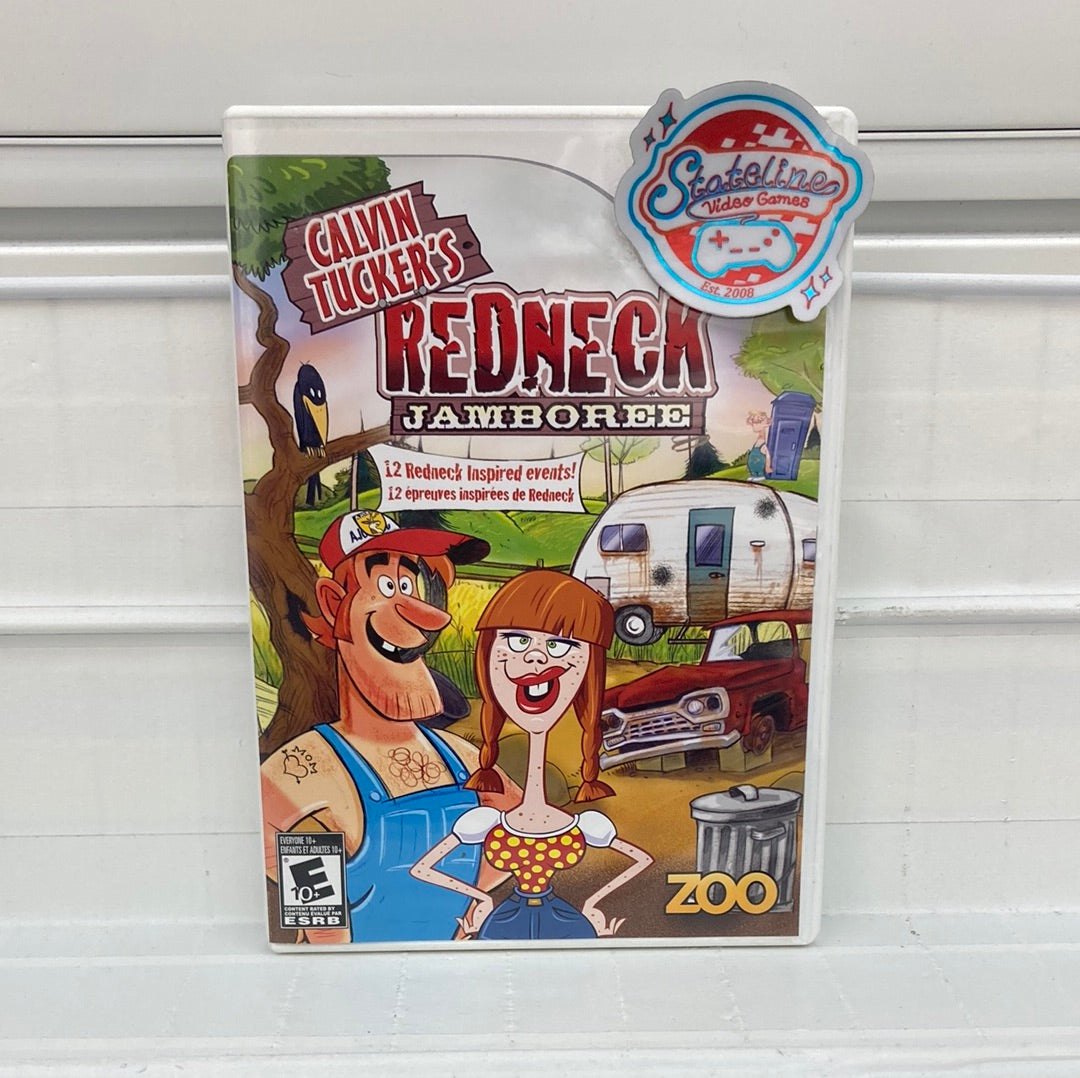 Stateline
Video Games
Est. 2008
CALVIN
TUCKER'S
REDNECK
JAMBOREE
12 Redneck Inspired events!
12 épreuves inspirées de Redneck
MOM
EVERYONE 10+
ENFANTS ET ADULTES 10+
E
10+
CONTENT RATED BY
CONTENU ÉVALUÉ PAR
ESRB
ZOO